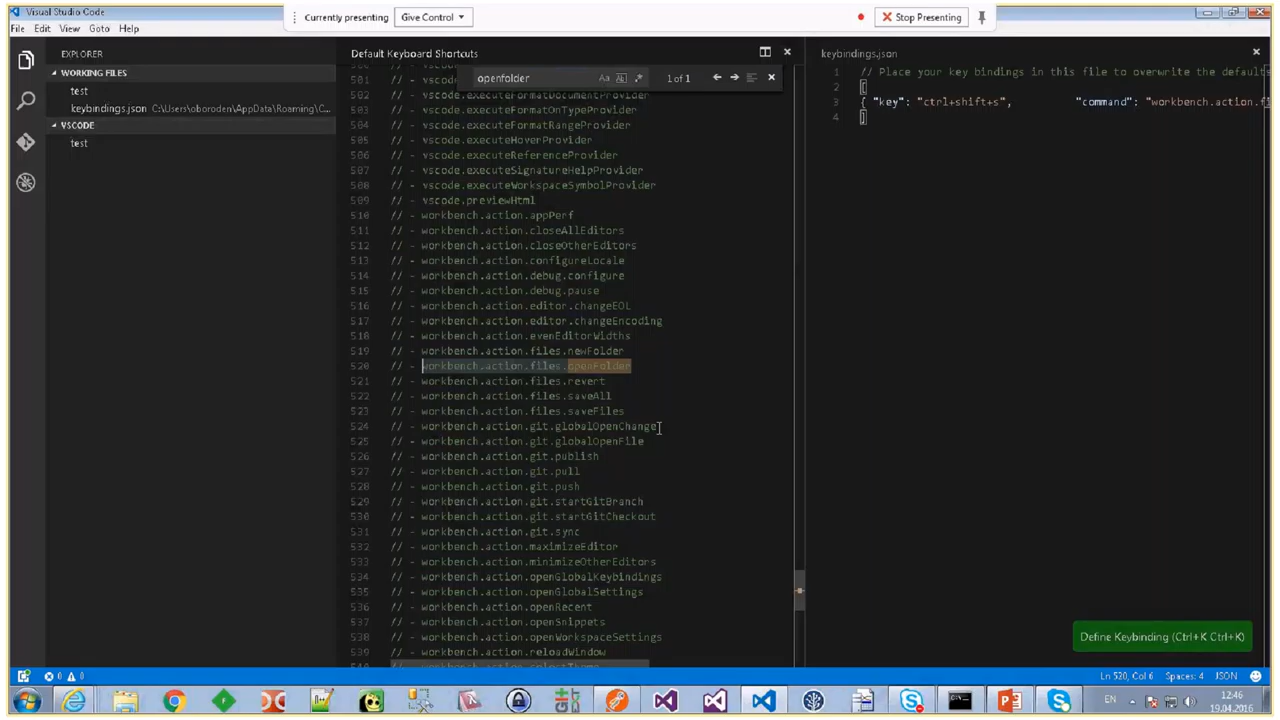 Visual Studio Code
Currently presenting
Give Control
Stop Presenting
File Edit View Goto Help
EXPLORER
WORKING FILES
test
keybindings.json C:\Users\oboroden\AppData\Roaming\C...
VSCODE
test
Default Keyboard Shortcuts
openfolder
1 of 1
501 // - vscode.
502 // - vscode.executeFormatDocumentProvider
503 // - vscode.executeFormatOnTypeProvider
504 // - vscode.executeFormatRangeProvider
505 // - vscode.executeHoverProvider
506 // - vscode.executeReferenceProvider
507 // - vscode.executeSignatureHelpProvider
508 // - vscode.executeWorkspaceSymbolProvider
509 // - vscode.previewHtml
510 // - workbench.action.appPerf
511 // - workbench.action.closeAllEditors
512 // - workbench.action.closeOtherEditors
513 // - workbench.action.configureLocale
514 // - workbench.action.debug.configure
515 // - workbench.action.debug.pause
516 // - workbench.action.editor.changeEOL
517 // - workbench.action.editor.changeEncoding
518 // - workbench.action.evenEditorWidths
519 // - workbench.action.files.newFolder
520 // - workbench.action.files.openFolder
521 // - workbench.action.files.revert
522 // - workbench.action.files.saveAll
523 // - workbench.action.files.saveFiles
524 // - workbench.action.git.globalOpenChange
525 // - workbench.action.git.globalOpenFile
526 // - workbench.action.git.publish
527 // - workbench.action.git.pull
528 // - workbench.action.git.push
529 // - workbench.action.git.startGitBranch
530 // - workbench.action.git.startGitCheckout
531 // - workbench.action.git.sync
532 // - workbench.action.maximizeEditor
533 // - workbench.action.minimizeOtherEditors
534 // - workbench.action.openGlobalKeybindings
535 // - workbench.action.openGlobalSettings
536 // - workbench.action.openRecent
537 // - workbench.action.openSnippets
538 // - workbench.action.openWorkspaceSettings
539 // - workbench.action.reloadWindow
540 // - workbench.action.selectTheme
keybindings.json
1 // Place your key bindings in this file to overwrite the defaults
2 [
3 { "key": "ctrl+shift+s", "command": "workbench.action.fi
4 ]
Define Keybinding (Ctrl+K Ctrl+K)
0 0
Ln 520, Col 6 Spaces: 4 JSON
EN
12:46
19.04.2016